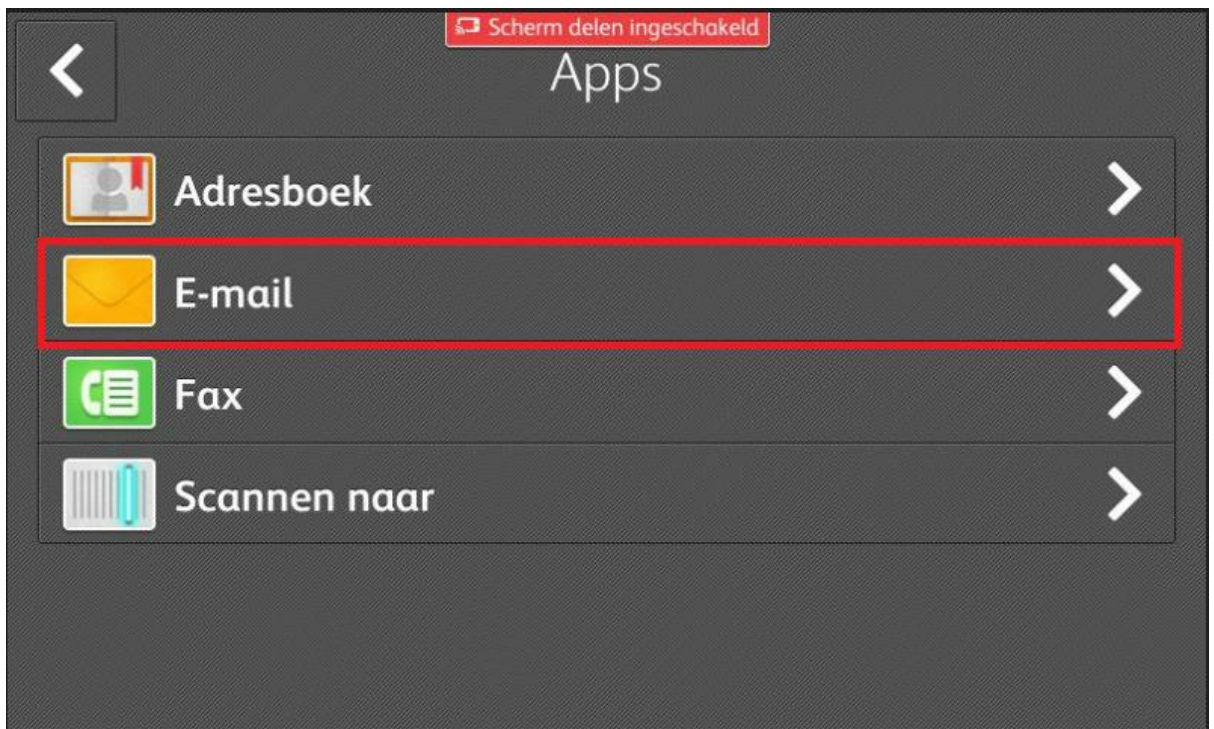 Scherm delen ingeschakeld
Apps
Adresboek
E-mail
Fax
Scannen naar